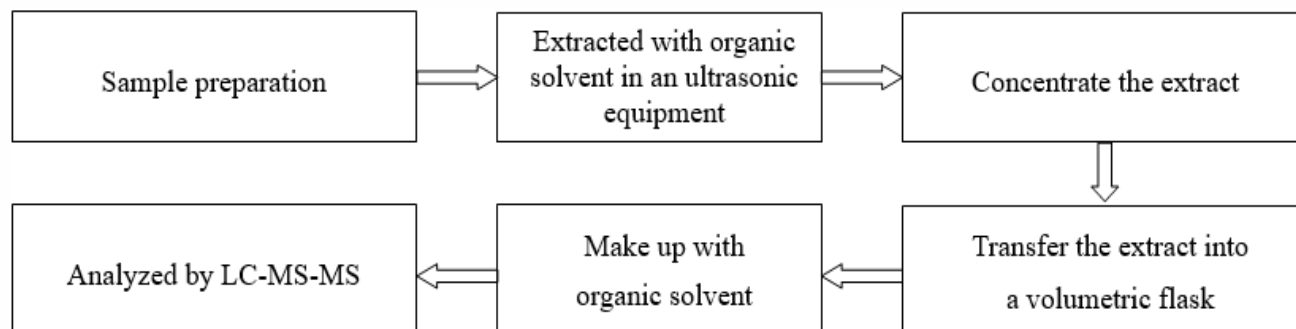 Sample preparation
Extracted with organic
solvent in an ultrasonic
equipment
Concentrate the extract
Transfer the extract into
a volumetric flask
Make up with
organic solvent
Analyzed by LC-MS-MS